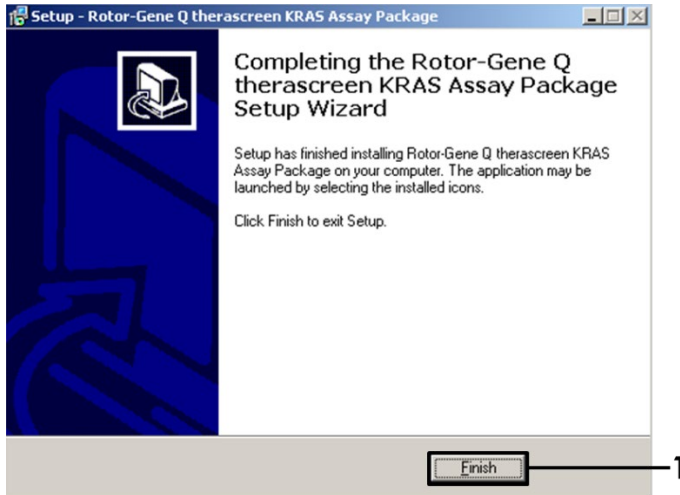 Setup - Rotor-Gene Q therascreen KRAS Assay Package
Completing the Rotor-Gene Q
therascreen KRAS Assay Package
Setup Wizard
Setup has finished installing Rotor-Gene Q therascreen KRAS
Assay Package on your computer. The application may be
launched by selecting the installed icons.
Click Finish to exit Setup.
Finish
1